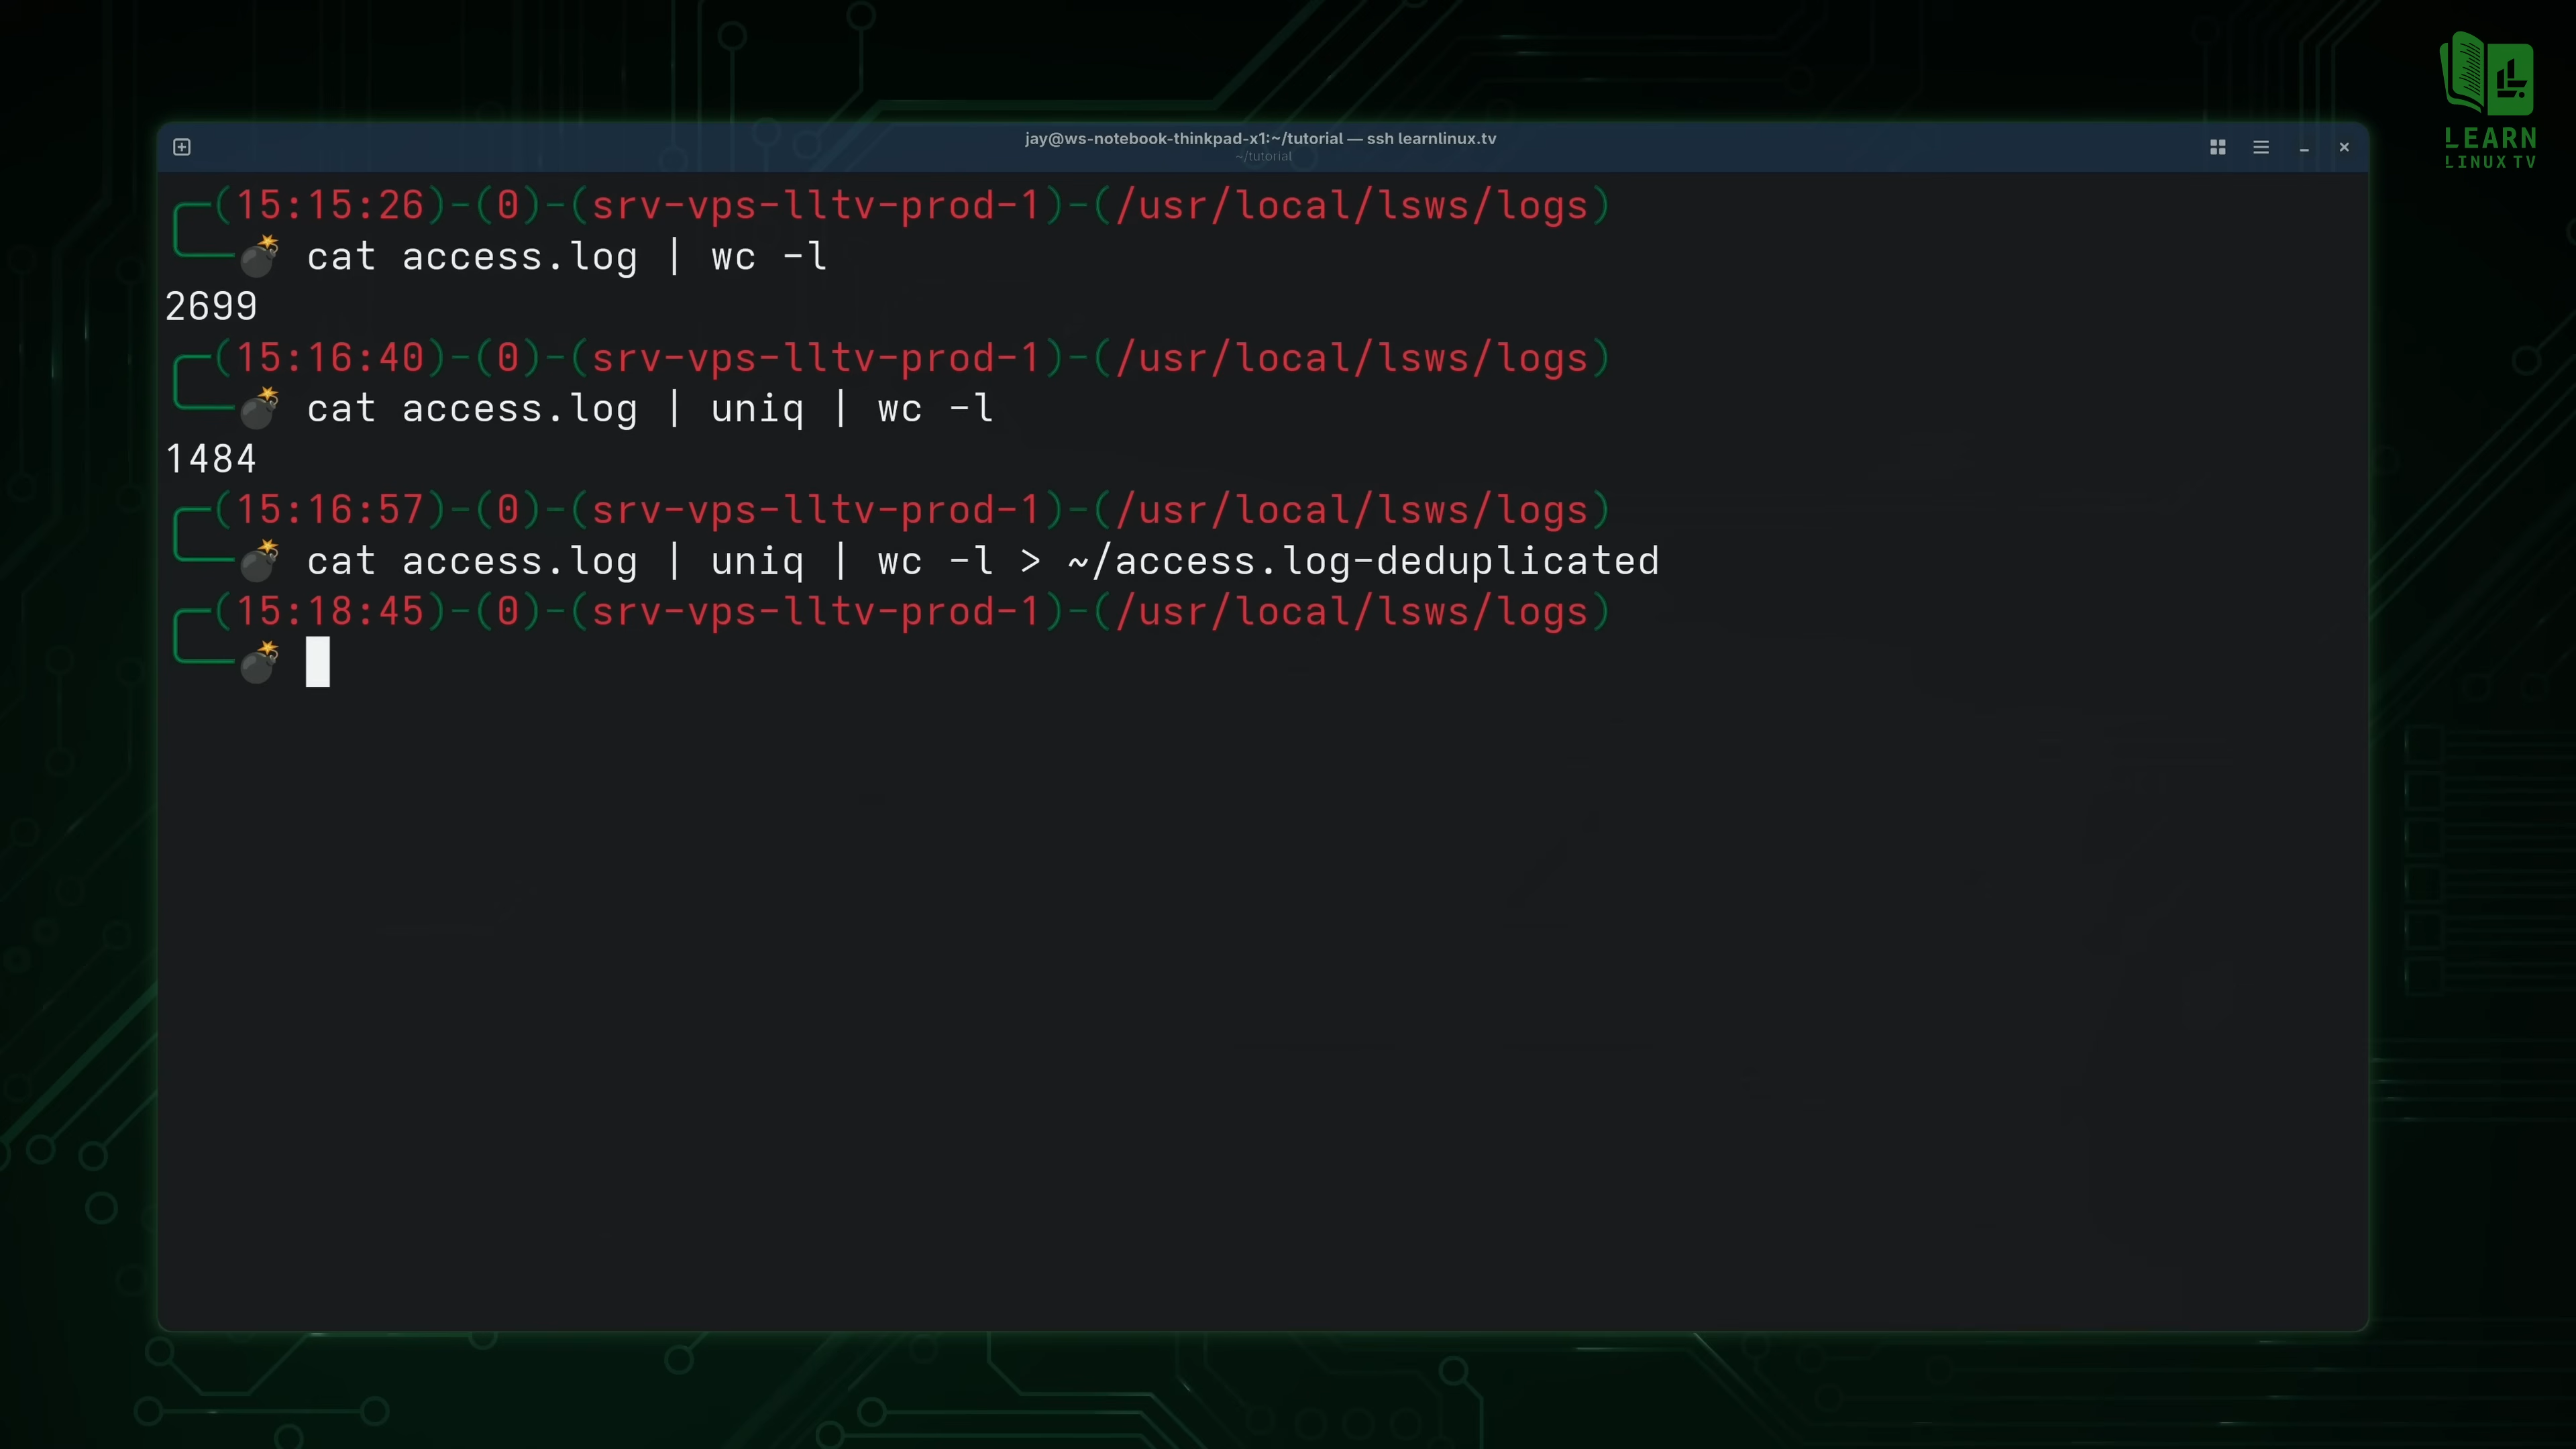 jay@ws-notebook-thinkpad-x1:~/tutorial — ssh learnlinux.tv
~/tutorial
LEARN
LINUX TV
(15:15:26)-(0)-(srv-vps-lltv-prod-1)-(/usr/local/lsws/logs)
💣 cat access.log | wc -l
2699
(15:16:40)-(0)-(srv-vps-lltv-prod-1)-(/usr/local/lsws/logs)
💣 cat access.log | uniq | wc -l
1484
(15:16:57)-(0)-(srv-vps-lltv-prod-1)-(/usr/local/lsws/logs)
💣 cat access.log | uniq | wc -l > ~/access.log-deduplicated
(15:18:45)-(0)-(srv-vps-lltv-prod-1)-(/usr/local/lsws/logs)
💣